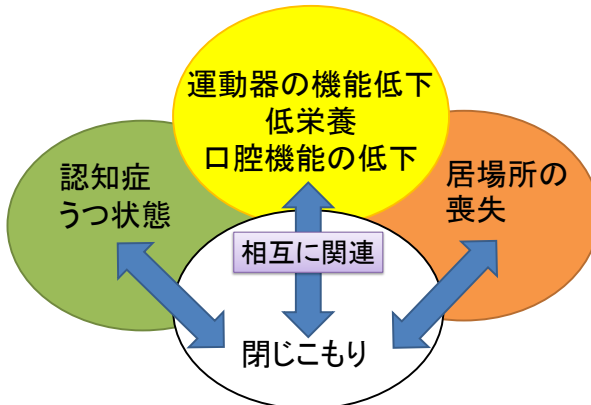 運動器の機能低下
低栄養
口腔機能の低下
認知症
うつ状態
居場所の
喪失
相互に関連
閉じこもり